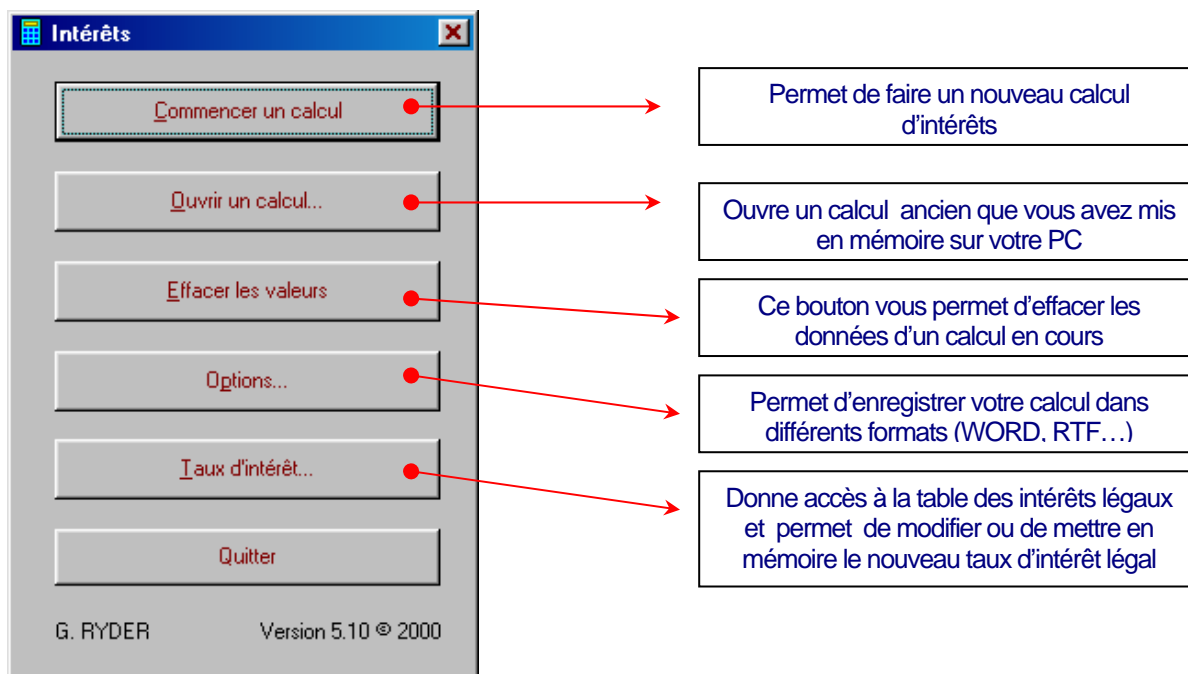 Intérêts
Commencer un calcul
Permet de faire un nouveau calcul
d’intérêts
Ouvrir un calcul...
Ouvre un calcul ancien que vous avez mis
en mémoire sur votre PC
Effacer les valeurs
Ce bouton vous permet d’effacer les
données d’un calcul en cours
Options...
Permet d’enregistrer votre calcul dans
différents formats (WORD, RTF…)
Taux d'intérêt...
Donne accès à la table des intérêts légaux
et permet de modifier ou de mettre en
mémoire le nouveau taux d’intérêt légal
Quitter
G. RYDER Version 5.10 © 2000